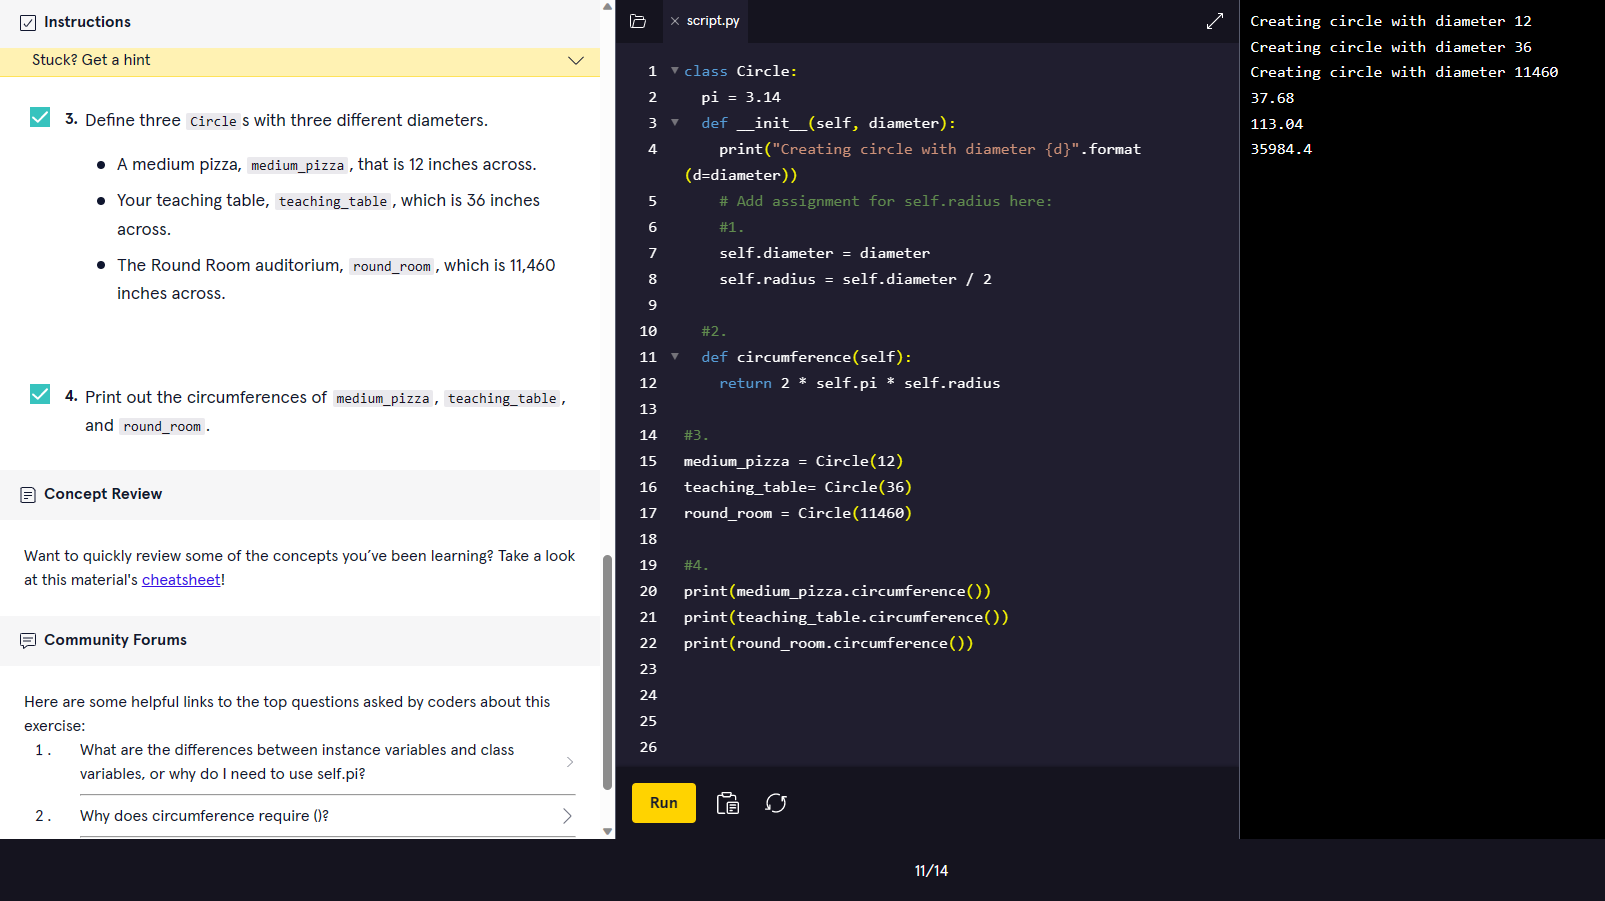 Instructions
Stuck? Get a hint
3. Define three Circle s with three different diameters.
A medium pizza, medium_pizza , that is 12 inches across.
Your teaching table, teaching_table , which is 36 inches
across.
The Round Room auditorium, round_room , which is 11,460
inches across.
4. Print out the circumferences of medium_pizza , teaching_table ,
and round_room .
Concept Review
Want to quickly review some of the concepts you’ve been learning? Take a look
at this material's cheatsheet!
Community Forums
Here are some helpful links to the top questions asked by coders about this
exercise:
1. What are the differences between instance variables and class
variables, or why do I need to use self.pi?
2. Why does circumference require ()?
script.py
1 class Circle:
2 pi = 3.14
3 def __init__(self, diameter):
4 print("Creating circle with diameter {d}".format
(d=diameter))
5 # Add assignment for self.radius here:
6 #1.
7 self.diameter = diameter
8 self.radius = self.diameter / 2
9
10 #2.
11 def circumference(self):
12 return 2 * self.pi * self.radius
13
14 #3.
15 medium_pizza = Circle(12)
16 teaching_table= Circle(36)
17 round_room = Circle(11460)
18
19 #4.
20 print(medium_pizza.circumference())
21 print(teaching_table.circumference())
22 print(round_room.circumference())
23
24
25
26
Run
Creating circle with diameter 12
Creating circle with diameter 36
Creating circle with diameter 11460
37.68
113.04
35984.4
11/14